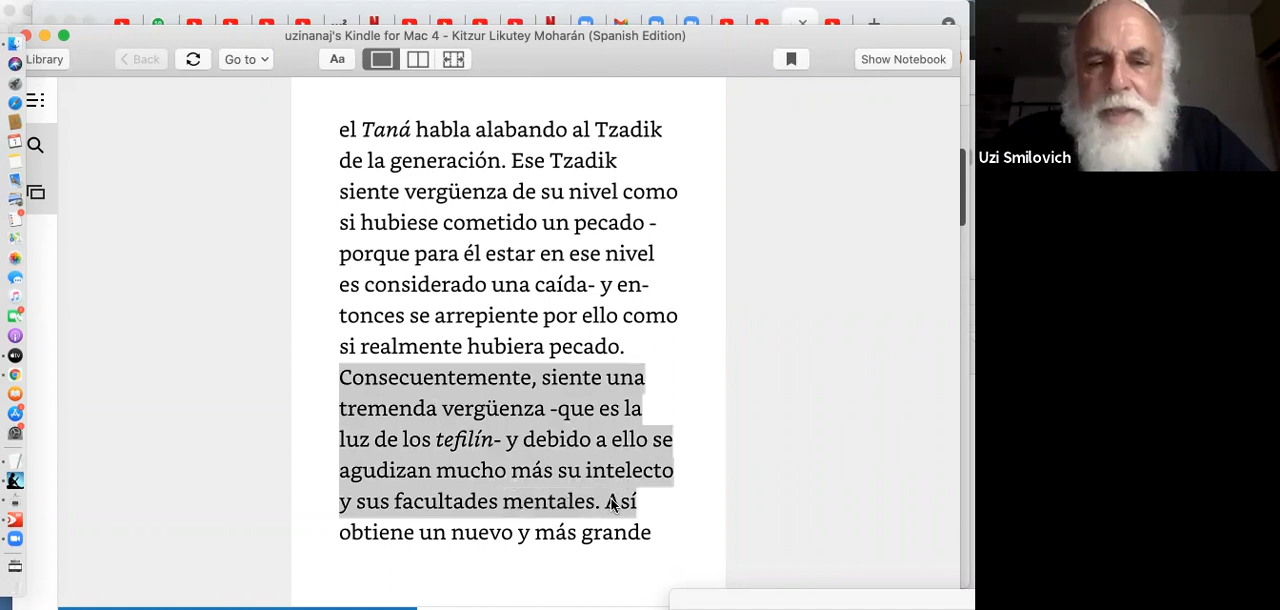 uzinanaj's Kindle for Mac 4 - Kitzur Likutey Moharán (Spanish Edition)
Library
Back
Go to
Aa
Show Notebook
el Taná habla alabando al Tzadik
de la generación. Ese Tzadik
siente vergüenza de su nivel como
si hubiese cometido un pecado -
porque para él estar en ese nivel
es considerado una caída- y en-
tonces se arrepiente por ello como
si realmente hubiera pecado.
Consecuentemente, siente una
tremenda vergüenza -que es la
luz de los tefilín- y debido a ello se
agudizan mucho más su intelecto
y sus facultades mentales. Así
obtiene un nuevo y más grande
Uzi Smilovich